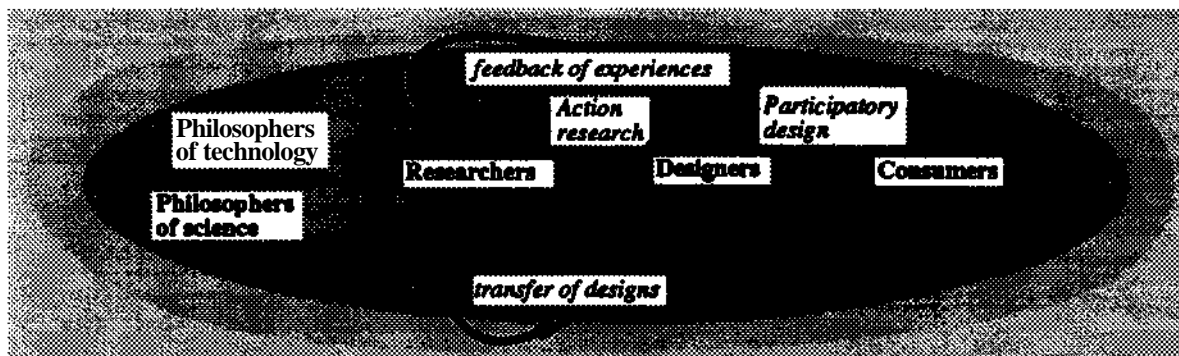 feedback of experiences
Action
research
Participatory
design
Philosophers
of technology
Researchers
Designers
Consumers
Philosophers
of science
transfer of designs